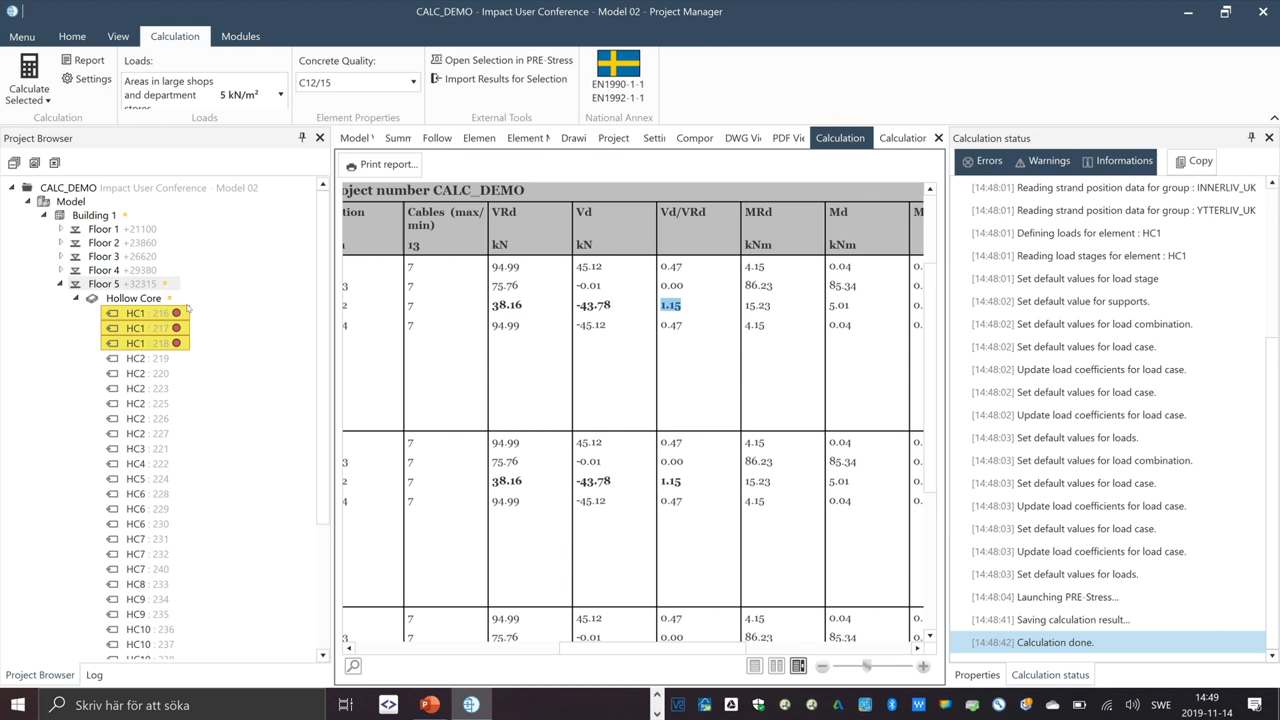 CALC_DEMO - Impact User Conference - Model 02 - Project Manager
Menu
Home
View
Calculation
Modules
Calculate
Selected
Report
Settings
Calculation
Loads:
Areas in large shops
and department
stores
5 kN/m²
Loads
Concrete Quality:
C12/15
Element Properties
Open Selection in PRE-Stress
Import Results for Selection
External Tools
EN1990-1-1
EN1992-1-1
National Annex
Project Browser
CALC_DEMO Impact User Conference - Model 02
Model
Building 1
Floor 1 +21100
Floor 2 +23860
Floor 3 +26620
Floor 4 +29380
Floor 5 +32315
Hollow Core
HC1 : 216
HC1 : 217
HC1 : 218
HC2 : 219
HC2 : 220
HC2 : 223
HC2 : 225
HC2 : 226
HC2 : 227
HC3 : 221
HC4 : 222
HC5 : 224
HC6 : 228
HC6 : 229
HC6 : 230
HC7 : 231
HC7 : 232
HC7 : 240
HC8 : 233
HC9 : 234
HC9 : 235
HC10 : 236
HC10 : 237
HC10 : 238
Project Browser
Log
Model V
Summ
Follow
Elemen
Element M
Drawi
Project
Setti
Compor
DWG Vi
PDF Vie
Calculation
Calculation
Print report...
oject number CALC_DEMO
tion Cables (max/ min) VRd Vd Vd/VRd MRd Md M
13 kN kN kNm kNm
7 94.99 45.12 0.47 4.15 0.04 0.
3 7 75.76 -0.01 0.00 86.23 85.34 0.
2 7 38.16 -43.78 1.15 15.23 5.01 0.
4 7 94.99 -45.12 0.47 4.15 0.04 0.
7 94.99 45.12 0.47 4.15 0.04 0.
3 7 75.76 -0.01 0.00 86.23 85.34 0.
2 7 38.16 -43.78 1.15 15.23 5.01 0.
4 7 94.99 -45.12 0.47 4.15 0.04 0.
7 94.99 45.12 0.47 4.15 0.04 0.
3 7 75.76 -0.01 0.00 86.23 85.34 0.
Calculation status
Errors
Warnings
Informations
Copy
[14:48:01] Reading strand position data for group : INNERLIV_UK
[14:48:01] Reading strand position data for group : YTTERLIV_UK
[14:48:01] Defining loads for element : HC1
[14:48:01] Reading load stages for element : HC1
[14:48:01] Set default values for load stage
[14:48:02] Set default value for supports.
[14:48:02] Set default values for load combination.
[14:48:02] Set default values for load case.
[14:48:02] Update load coefficients for load case.
[14:48:02] Set default values for load case.
[14:48:02] Update load coefficients for load case.
[14:48:03] Set default values for loads.
[14:48:03] Set default values for load combination.
[14:48:03] Set default values for load case.
[14:48:03] Update load coefficients for load case.
[14:48:03] Set default values for load case.
[14:48:03] Update load coefficients for load case.
[14:48:03] Set default values for loads.
[14:48:04] Launching PRE-Stress...
[14:48:41] Saving calculation result...
[14:48:42] Calculation done.
Properties
Calculation status
Skriv här för att söka
SWE
14:49
2019-11-14